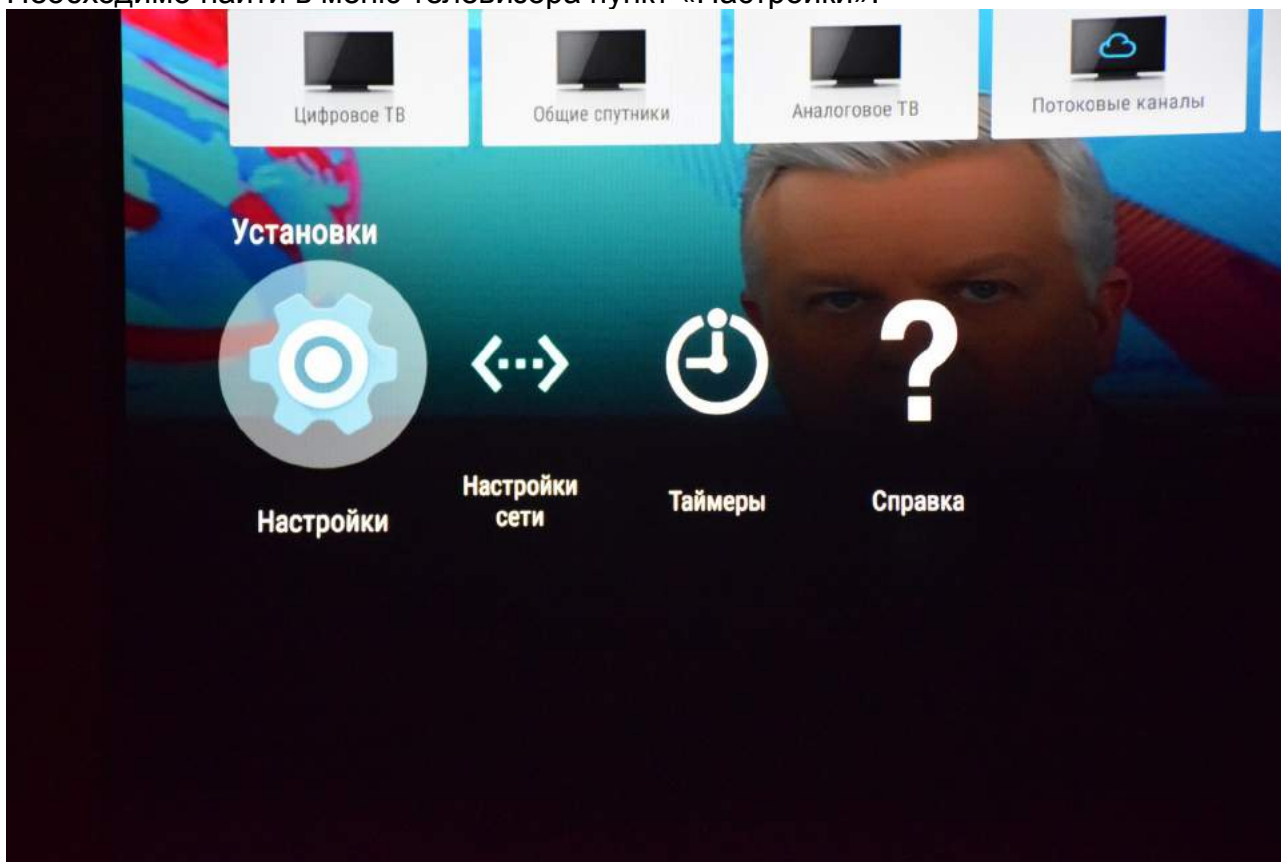 Необходимо найти в меню телевизора пункт «Настройки».
Цифровое ТВ
Общие спутники
Аналоговое ТВ
Потоковые каналы
Установки
Настройки
Настройки
сети
Таймеры
Справка